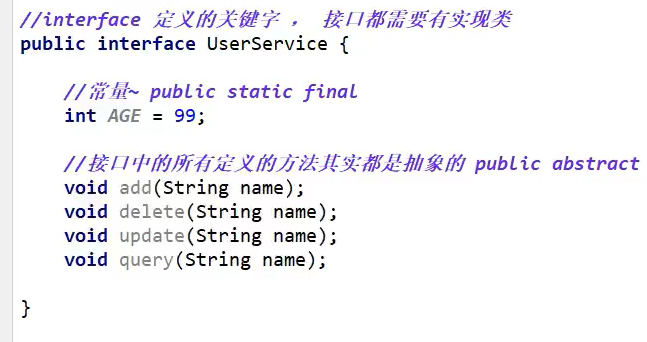 //interface 定义的关键字 ， 接口都需要有实现类
public interface UserService {
//常量~ public static final
int AGE = 99;
//接口中的所有定义的方法其实都是抽象的 public abstract
void add(String name);
void delete(String name);
void update(String name);
void query(String name);
}